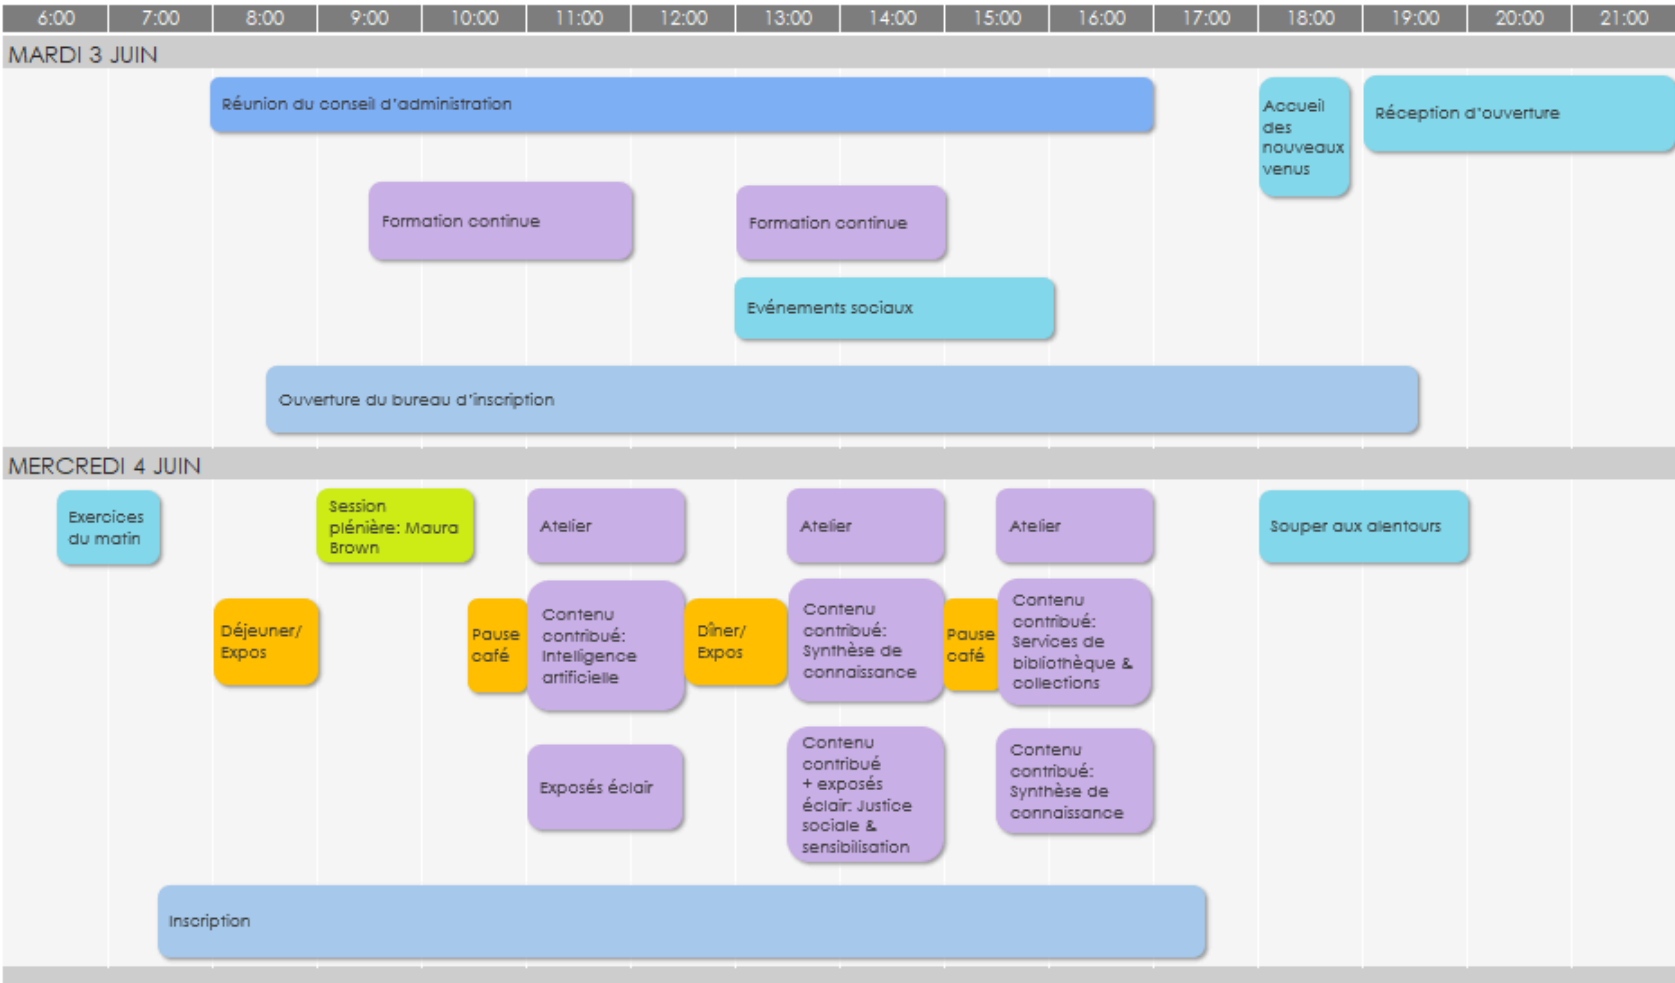 6:00 7:00 8:00 9:00 10:00 11:00 12:00 13:00 14:00 15:00 16:00 17:00 18:00 19:00 20:00 21:00
MARDI 3 JUIN
Réunion du conseil d'administration
Accueil
des
nouveaux
venus
Réception d'ouverture
Formation continue
Formation continue
Evénements sociaux
Ouverture du bureau d'inscription
MERCREDI 4 JUIN
Exercices
du matin
Session
plénière: Maura
Brown
Atelier
Atelier
Atelier
Souper aux alentours
Déjeuner/
Expos
Pause
café
Contenu
contribué:
Intelligence
artificielle
Dîner/
Expos
Contenu
contribué:
Synthèse de
connaissance
Pause
café
Contenu
contribué:
Services de
bibliothèque &
collections
Exposés éclair
Contenu
contribué
+ exposés
éclair: Justice
sociale &
sensibilisation
Contenu
contribué:
Synthèse de
connaissance
Inscription